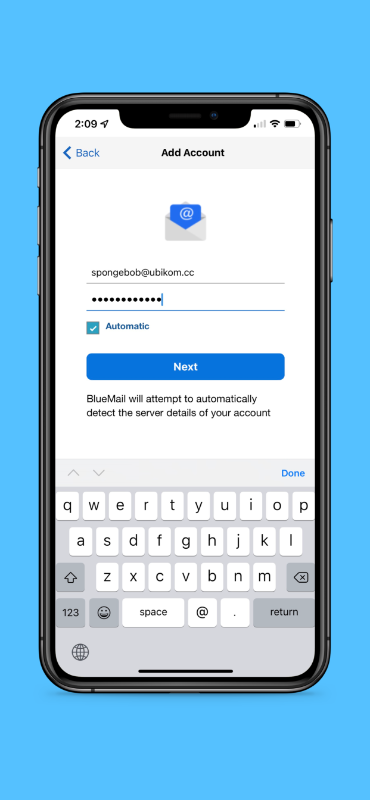 2:09
Back Add Account
@
spongebob@ubikom.cc
••••••••••••
Automatic
Next
BlueMail will attempt to automatically
detect the server details of your account
Done
q w e r t y u i o p
a s d f g h j k l
z x c v b n m
123 space @ . return